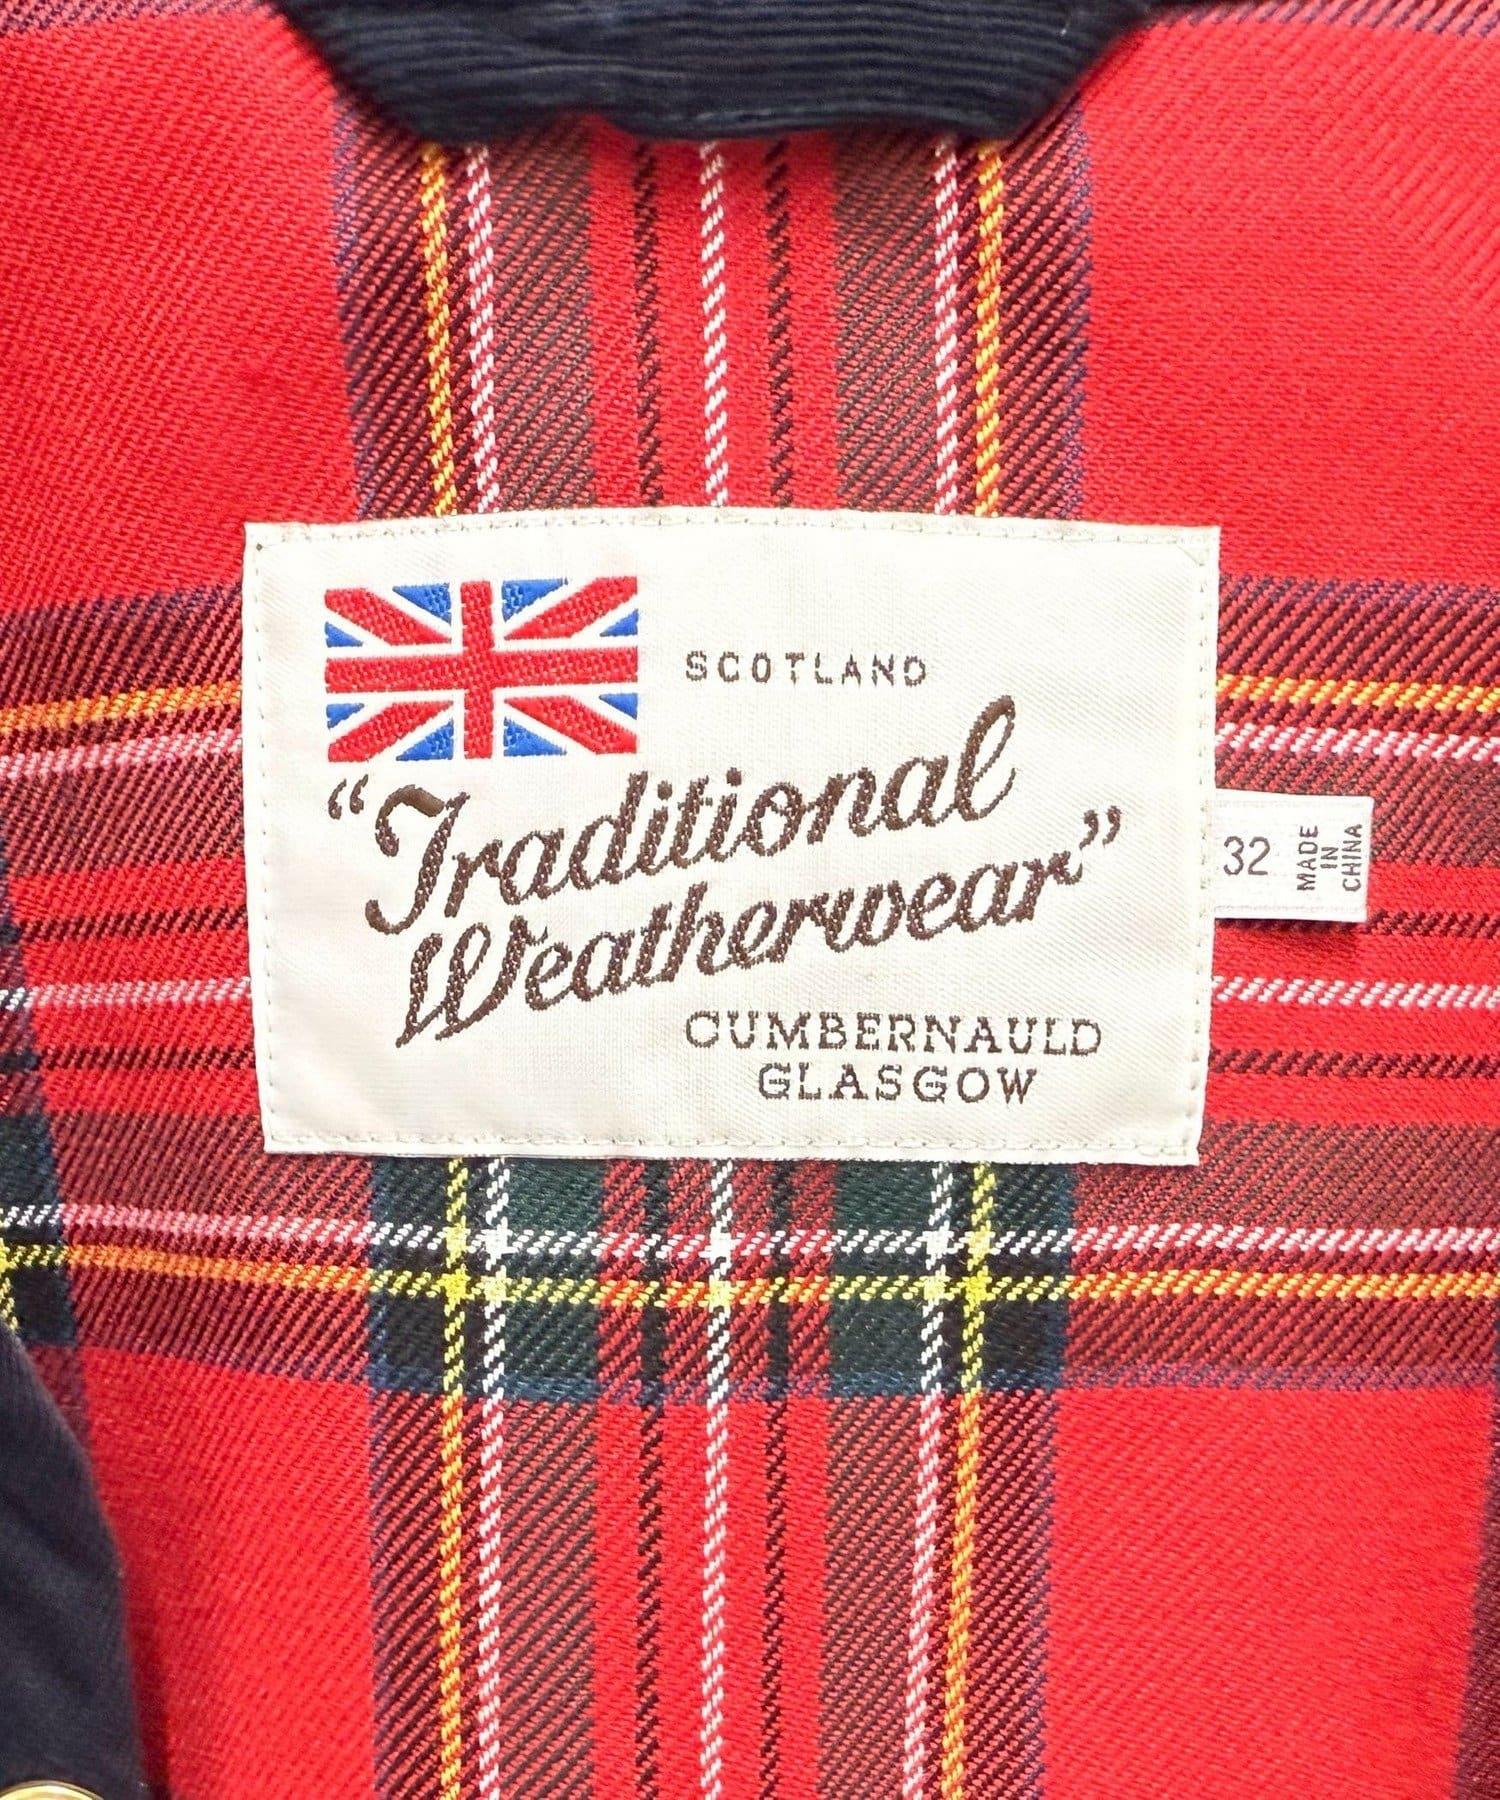 SCOTLAND
“Traditional
Weatherwear”
CUMBERNAULD
GLASGOW
32
MADE
IN
CHINA